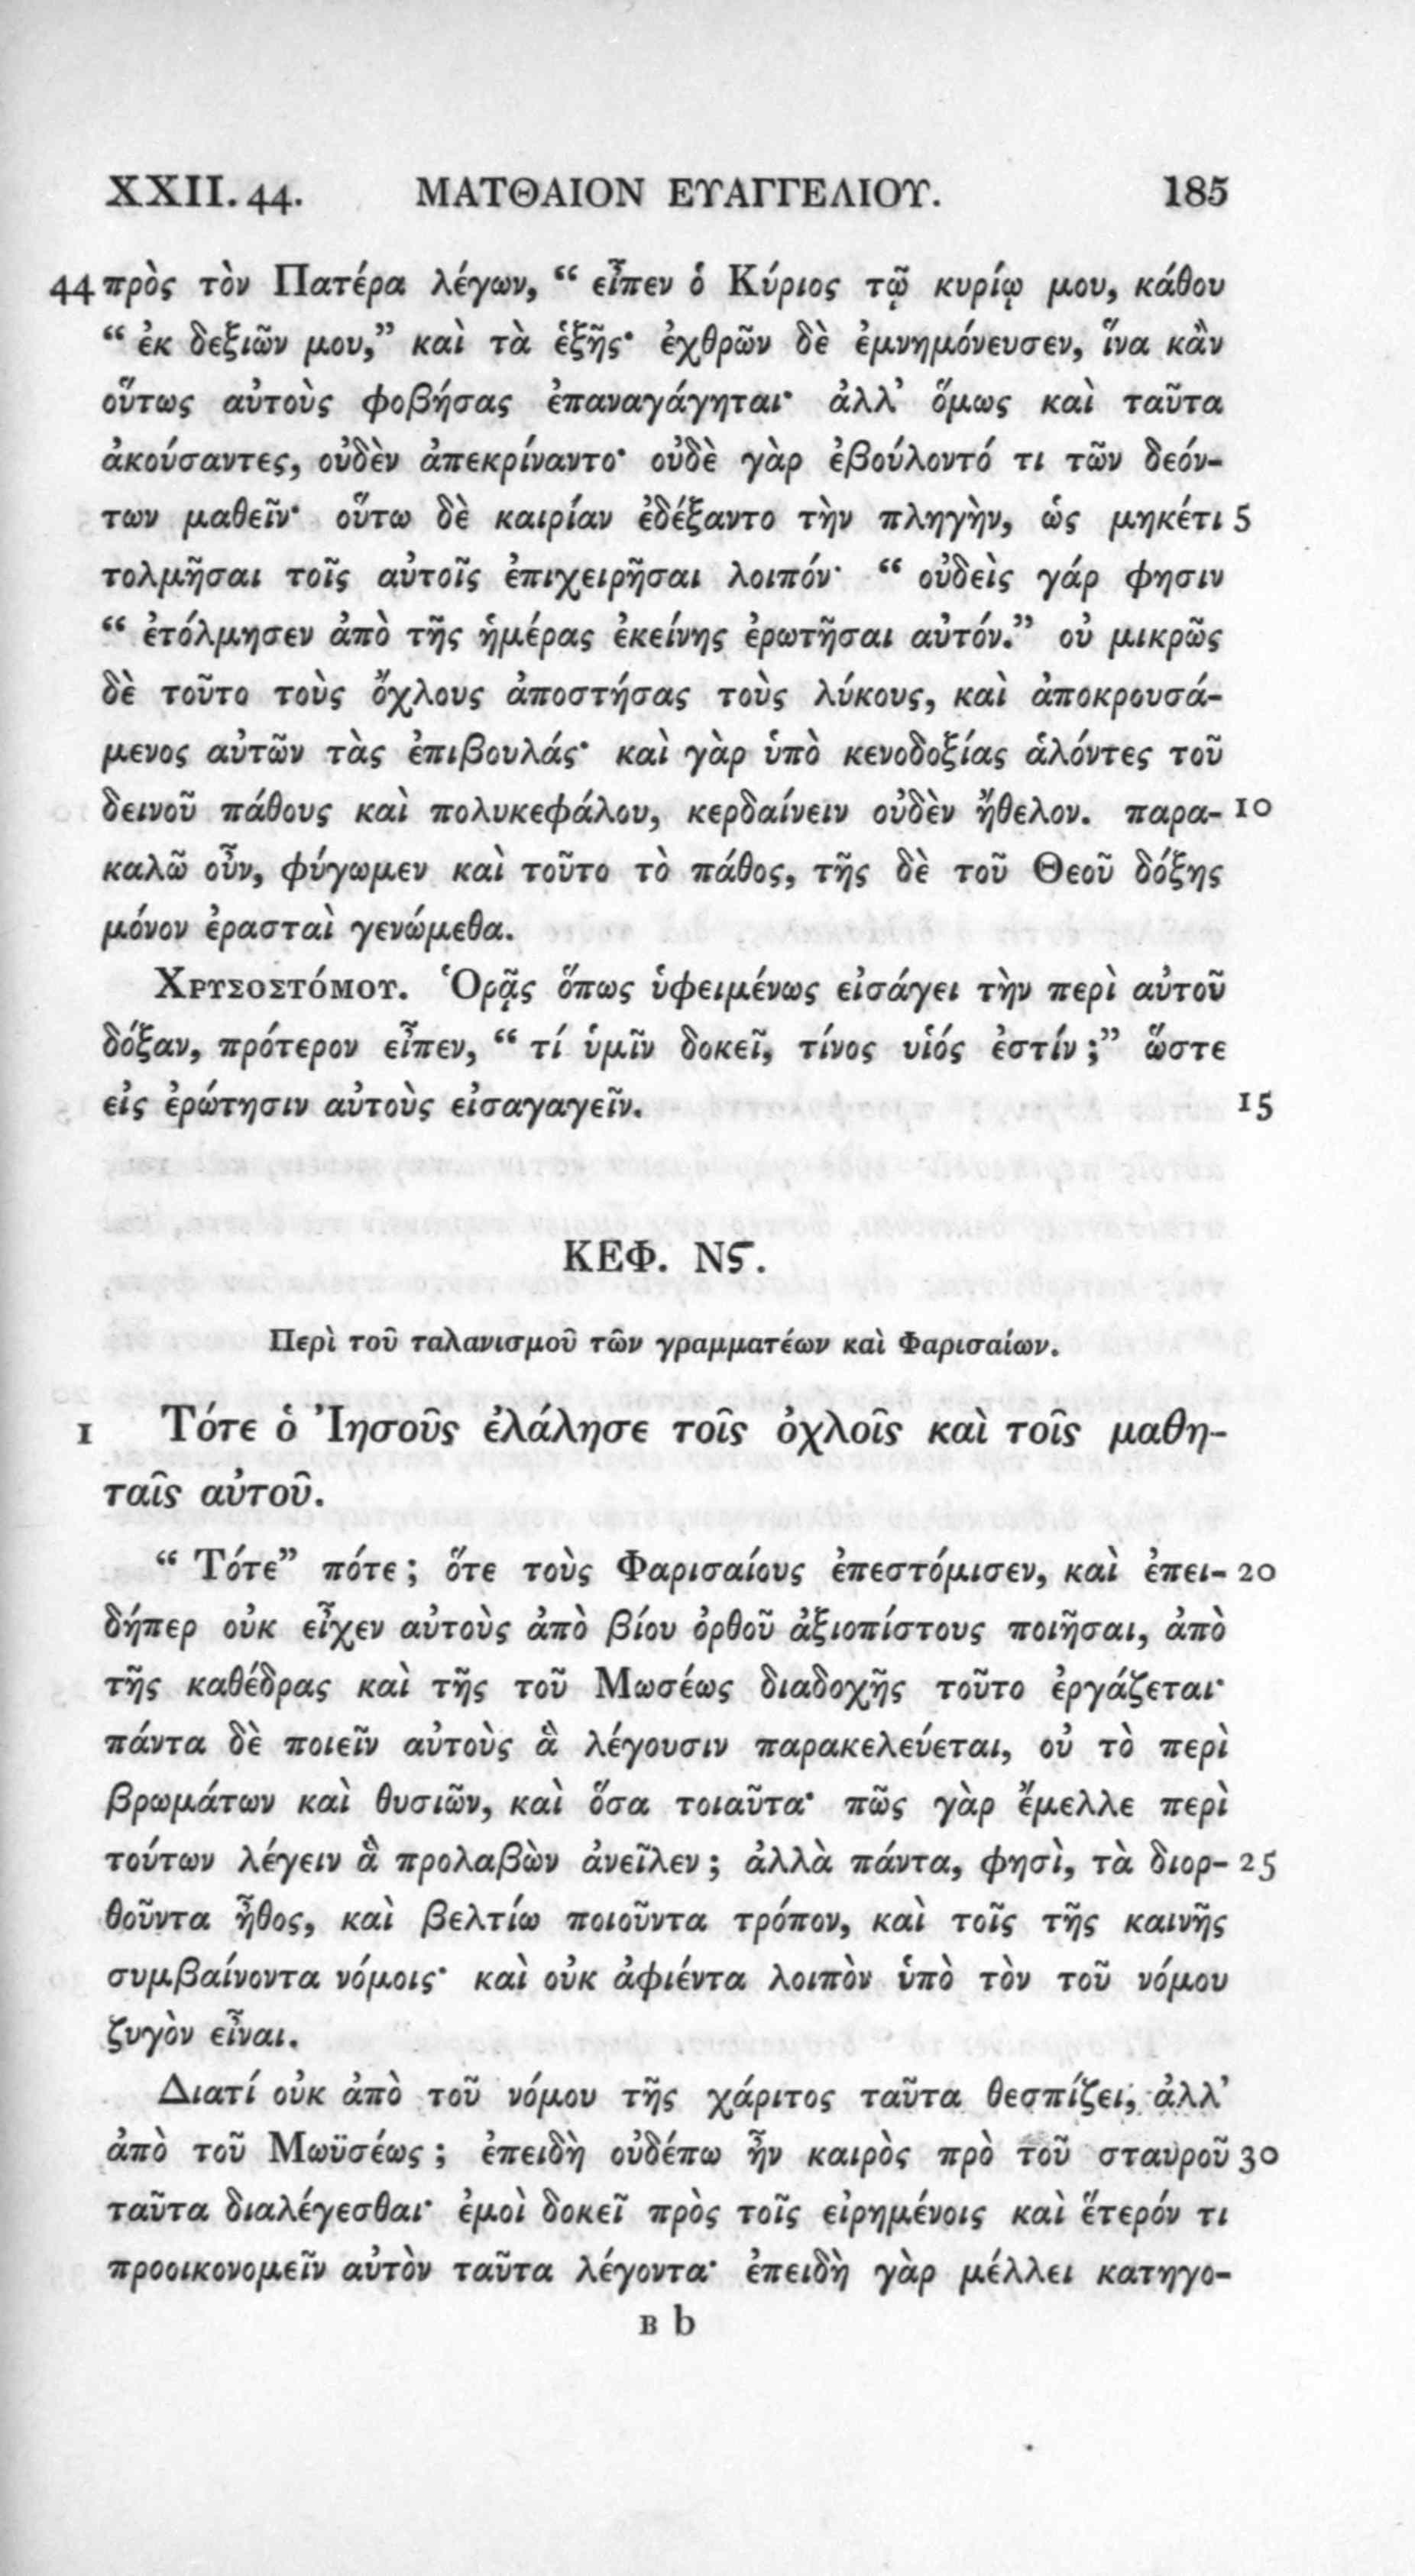 XXII. 44. ΜΑΤΘΑΙΟΝ ΕΥΑΓΓΕΛΙΟΥ. 185
44 πρὸς τὸν Πατέρα λέγων, “ εἶπεν ὁ Κύριος τῷ κυρίῳ μου, κάθου
“ ἐκ δεξιῶν μου,” καὶ τὰ ἑξῆς· ἐχθρῶν δὲ ἐμνημόνευσεν, ἵνα κἂν
οὕτως αὐτοὺς φοβήσας ἐπαναγάγηται· ἀλλ’ ὅμως καὶ ταῦτα
ἀκούσαντες, οὐδὲν ἀπεκρίναντο· οὐδὲ γὰρ ἐβούλοντό τι τῶν δεόν-
των μαθεῖν· οὕτω δὲ καιρίαν ἐδέξαντο τὴν πληγὴν, ὡς μηκέτι 5
τολμῆσαι τοῖς αὐτοῖς ἐπιχειρῆσαι λοιπόν· “ οὐδεὶς γάρ φησιν
“ ἐτόλμησεν ἀπὸ τῆς ἡμέρας ἐκείνης ἐρωτῆσαι αὐτόν.” οὐ μικρῶς
δὲ τοῦτο τοὺς ὄχλους ἀποστήσας τοὺς λύκους, καὶ ἀποκρουσά-
μενος αὐτῶν τὰς ἐπιβουλάς· καὶ γὰρ ὑπὸ κενοδοξίας ἁλόντες τοῦ
δεινοῦ πάθους καὶ πολυκεφάλου, κερδαίνειν οὐδὲν ἤθελον. παρα- 10
καλῶ οὖν, φύγωμεν καὶ τοῦτο τὸ πάθος, τῆς δὲ τοῦ Θεοῦ δόξης
μόνον ἐρασταὶ γενώμεθα.
Χρυσοστόμου. Ὁρᾷς ὅπως ὑφειμένως εἰσάγει τὴν περὶ αὐτοῦ
δόξαν, πρότερον εἶπεν, “ τί ὑμῖν δοκεῖ, τίνος υἱός ἐστίν ;” ὥστε
εἰς ἐρώτησιν αὐτοὺς εἰσαγαγεῖν. 15
ΚΕΦ. Νϛ.
Περὶ τοῦ ταλανισμοῦ τῶν γραμματέων καὶ Φαρισαίων.
1 Τότε ὁ Ἰησοῦς ἐλάλησε τοῖς ὀχλοῖς καὶ τοῖς μαθη-
ταῖς αὐτοῦ.
“ Τότε” πότε ; ὅτε τοὺς Φαρισαίους ἐπεστόμισεν, καὶ ἐπει- 20
δήπερ οὐκ εἶχεν αὐτοὺς ἀπὸ βίου ὀρθοῦ ἀξιοπίστους ποιῆσαι, ἀπὸ
τῆς καθέδρας καὶ τῆς τοῦ Μωσέως διαδοχῆς τοῦτο ἐργάζεται·
πάντα δὲ ποιεῖν αὐτοὺς ἃ λέγουσιν παρακελεύεται, οὐ τὸ περὶ
βρωμάτων καὶ θυσιῶν, καὶ ὅσα τοιαῦτα· πῶς γὰρ ἔμελλε περὶ
τούτων λέγειν ἃ προλαβὼν ἀνεῖλεν ; ἀλλὰ πάντα, φησὶ, τὰ διορ- 25
θοῦντα ἦθος, καὶ βελτίω ποιοῦντα τρόπον, καὶ τοῖς τῆς καινῆς
συμβαίνοντα νόμοις· καὶ οὐκ ἀφιέντα λοιπὸν ὑπὸ τὸν τοῦ νόμου
ζυγὸν εἶναι.
Διατί οὐκ ἀπὸ τοῦ νόμου τῆς χάριτος ταῦτα θεσπίζει, ἀλλ’
ἀπὸ τοῦ Μωϋσέως ; ἐπειδὴ οὐδέπω ἦν καιρὸς πρὸ τοῦ σταυροῦ 30
ταῦτα διαλέγεσθαι· ἐμοὶ δοκεῖ πρὸς τοῖς εἰρημένοις καὶ ἕτερόν τι
προοικονομεῖν αὐτὸν ταῦτα λέγοντα· ἐπειδὴ γὰρ μέλλει κατηγο-
B b